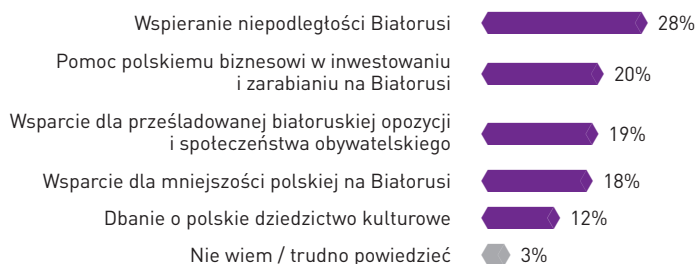 Wspieranie niepodległości Białorusi 28%
Pomoc polskiemu biznesowi w inwestowaniu
i zarabianiu na Białorusi 20%
Wsparcie dla prześladowanej białoruskiej opozycji
i społeczeństwa obywatelskiego 19%
Wsparcie dla mniejszości polskiej na Białorusi 18%
Dbanie o polskie dziedzictwo kulturowe 12%
Nie wiem / trudno powiedzieć 3%